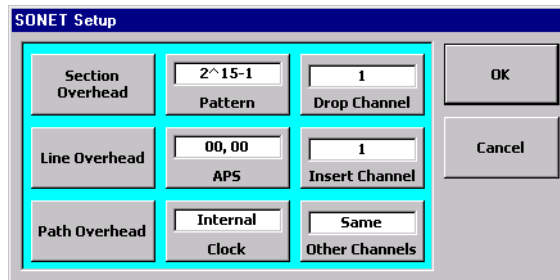 SONET Setup
Section
Overhead
2^15-1
Pattern
1
Drop Channel
OK
Line Overhead
00, 00
APS
1
Insert Channel
Cancel
Path Overhead
Internal
Clock
Same
Other Channels